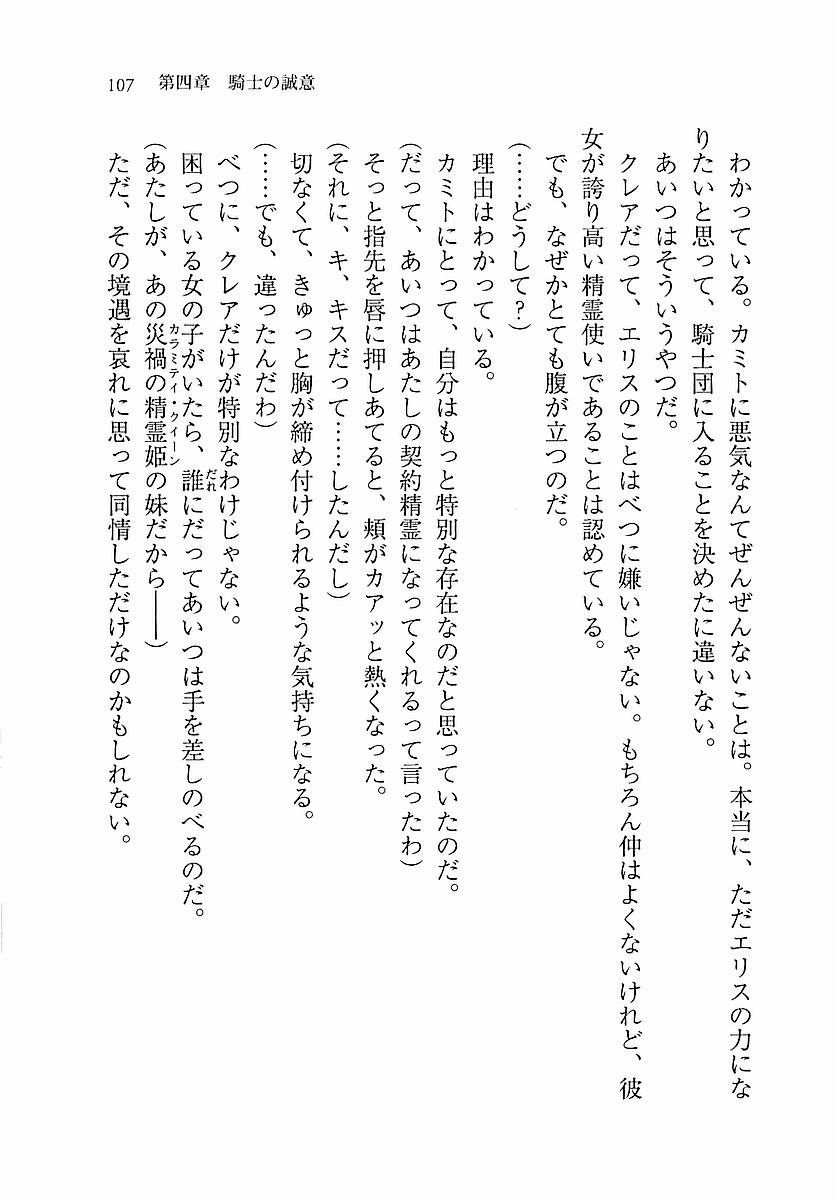 107　第四章　騎士の誠意
わかっている。カミトに悪気なんてぜんぜんないことは。本当に、ただエリスの力にな
りたいと思って、騎士団に入ることを決めたに違いない。
あいつはそういうやつだ。
クレアだって、エリスのことはべつに嫌いじゃない。もちろん仲はよくないけれど、彼
女が誇り高い精霊使いであることは認めている。
でも、なぜかとても腹が立つのだ。
（……どうして？）
理由はわかっている。
カミトにとって、自分はもっと特別な存在なのだと思っていたのだ。
（だって、あいつはあたしの契約精霊になってくれるって言ったわ）
そっと指先を唇に押しあてると、頬がカアッと熱くなった。
（それに、キ、キスだって……したんだし）
切なくて、きゅっと胸が締め付けられるような気持ちになる。
（……でも、違ったんだわ）
べつに、クレアだけが特別なわけじゃない。
困っている女の子がいたら、誰にだってあいつは手を差しのべるのだ。
だれ
（あたしが、あの災禍の精霊姫の妹だから――）
カラミティ・クイーン
ただ、その境遇を哀れに思って同情しただけなのかもしれない。